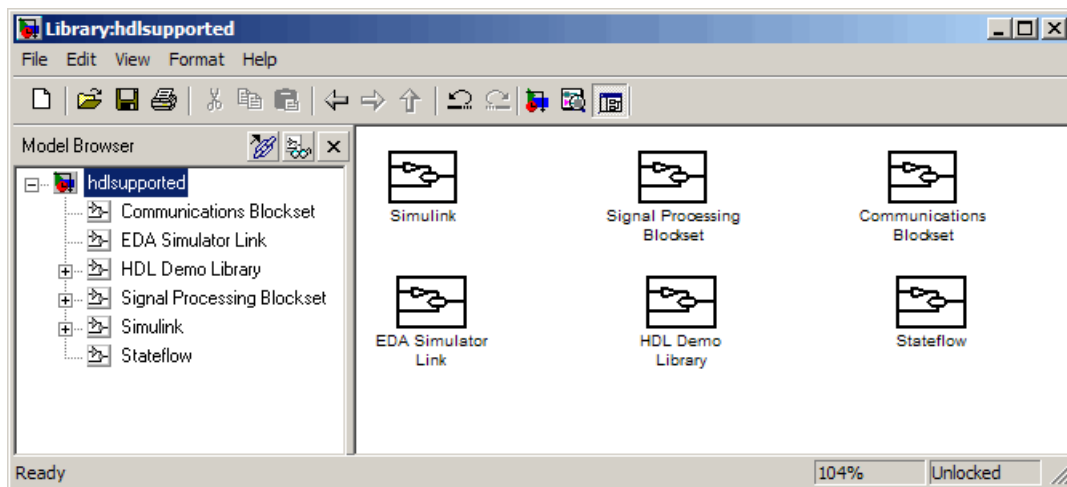 Library:hdlsupported
File Edit View Format Help
Model Browser
hdlsupported
Communications Blockset
EDA Simulator Link
HDL Demo Library
Signal Processing Blockset
Simulink
Stateflow
Simulink
Signal Processing
Blockset
Communications
Blockset
EDA Simulator
Link
HDL Demo
Library
Stateflow
Ready
104%
Unlocked